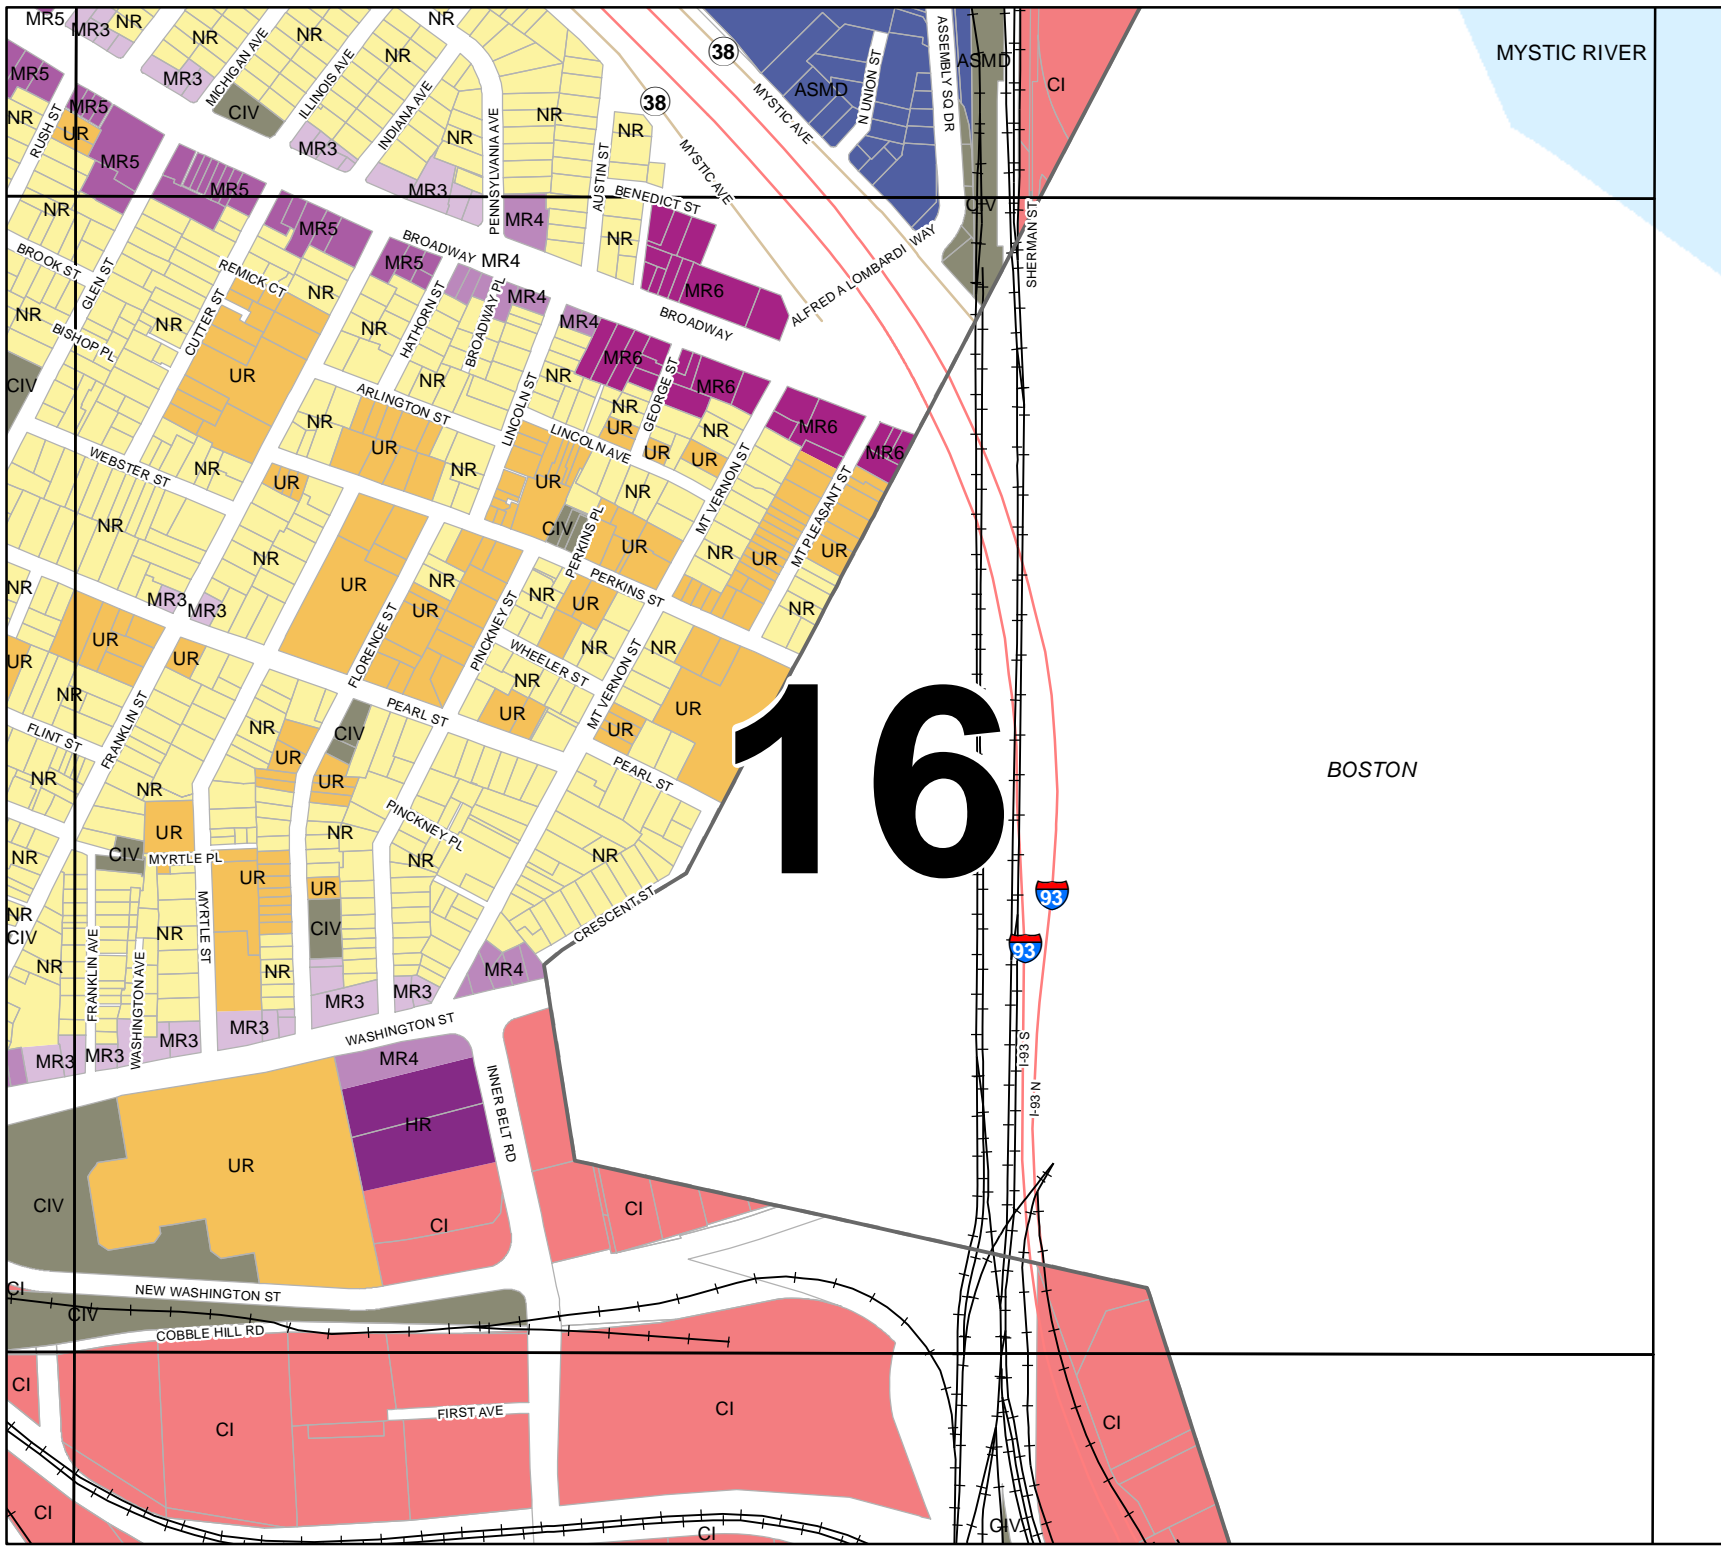 MR5
MR3
NR
NR
NR
NR
NR
MICHIGAN AVE
ILLINOIS AVE
INDIANA AVE
38
MYSTIC AVE
ASMD
N UNION ST
ASSEMBLY SQ DR
ASMD
CI
MYSTIC RIVER
MR5
MR3
CIV
MR3
MR5
NR
UR
RUSH ST
MR5
NR
PENNSYLVANIA AVE
NR
38
NR
AUSTIN ST
MYSTIC AVE
MR3
MR5
MR4
BENEDICT ST
CIV
SHERMAN ST
NR
MR5
BROADWAY
MR4
NR
ALFRED A LOMBARDI WAY
BROOK ST
GLEN ST
REMICK CT
MR5
NR
HATHORN ST
BROADWAY PL
MR4
MR6
NR
BISHOP PL
NR
CUTTER ST
NR
MR4
BROADWAY
CIV
UR
NR
NR
MR6
GEORGE ST
MR6
ARLINGTON ST
LINCOLN ST
NR
NR
UR
NR
MR6
MR6
NR
UR
NR
LINCOLN AVE
UR
UR
WEBSTER ST
NR
UR
UR
NR
MT VERNON ST
MT PLEASANT ST
NR
NR
CIV
PERKINS PL
UR
NR
UR
UR
NR
MR3
MR3
UR
NR
UR
NR
UR
PERKINS ST
NR
UR
UR
UR
FLORENCE ST
PINCKNEY ST
WHEELER ST
NR
MT VERNON ST
NR
NR
NR
UR
UR
UR
16
FLINT ST
FRANKLIN ST
NR
CIV
PEARL ST
UR
UR
PEARL ST
BOSTON
NR
NR
UR
NR
PINCKNEY PL
NR
CIV
MYRTLE PL
UR
UR
NR
NR
93
NR
CIV
NR
CIV
CRESCENT ST
93
NR
FRANKLIN AVE
WASHINGTON AVE
MYRTLE ST
NR
MR4
MR3
MR3
MR3
MR3
MR3
MR3
WASHINGTON ST
MR4
INNER BELT RD
I-93 S
I-93 N
HR
UR
CIV
CI
CI
CI
NEW WASHINGTON ST
CIV
COBBLE HILL RD
CI
CI
FIRST AVE
CI
CI
CI
CI
CIV